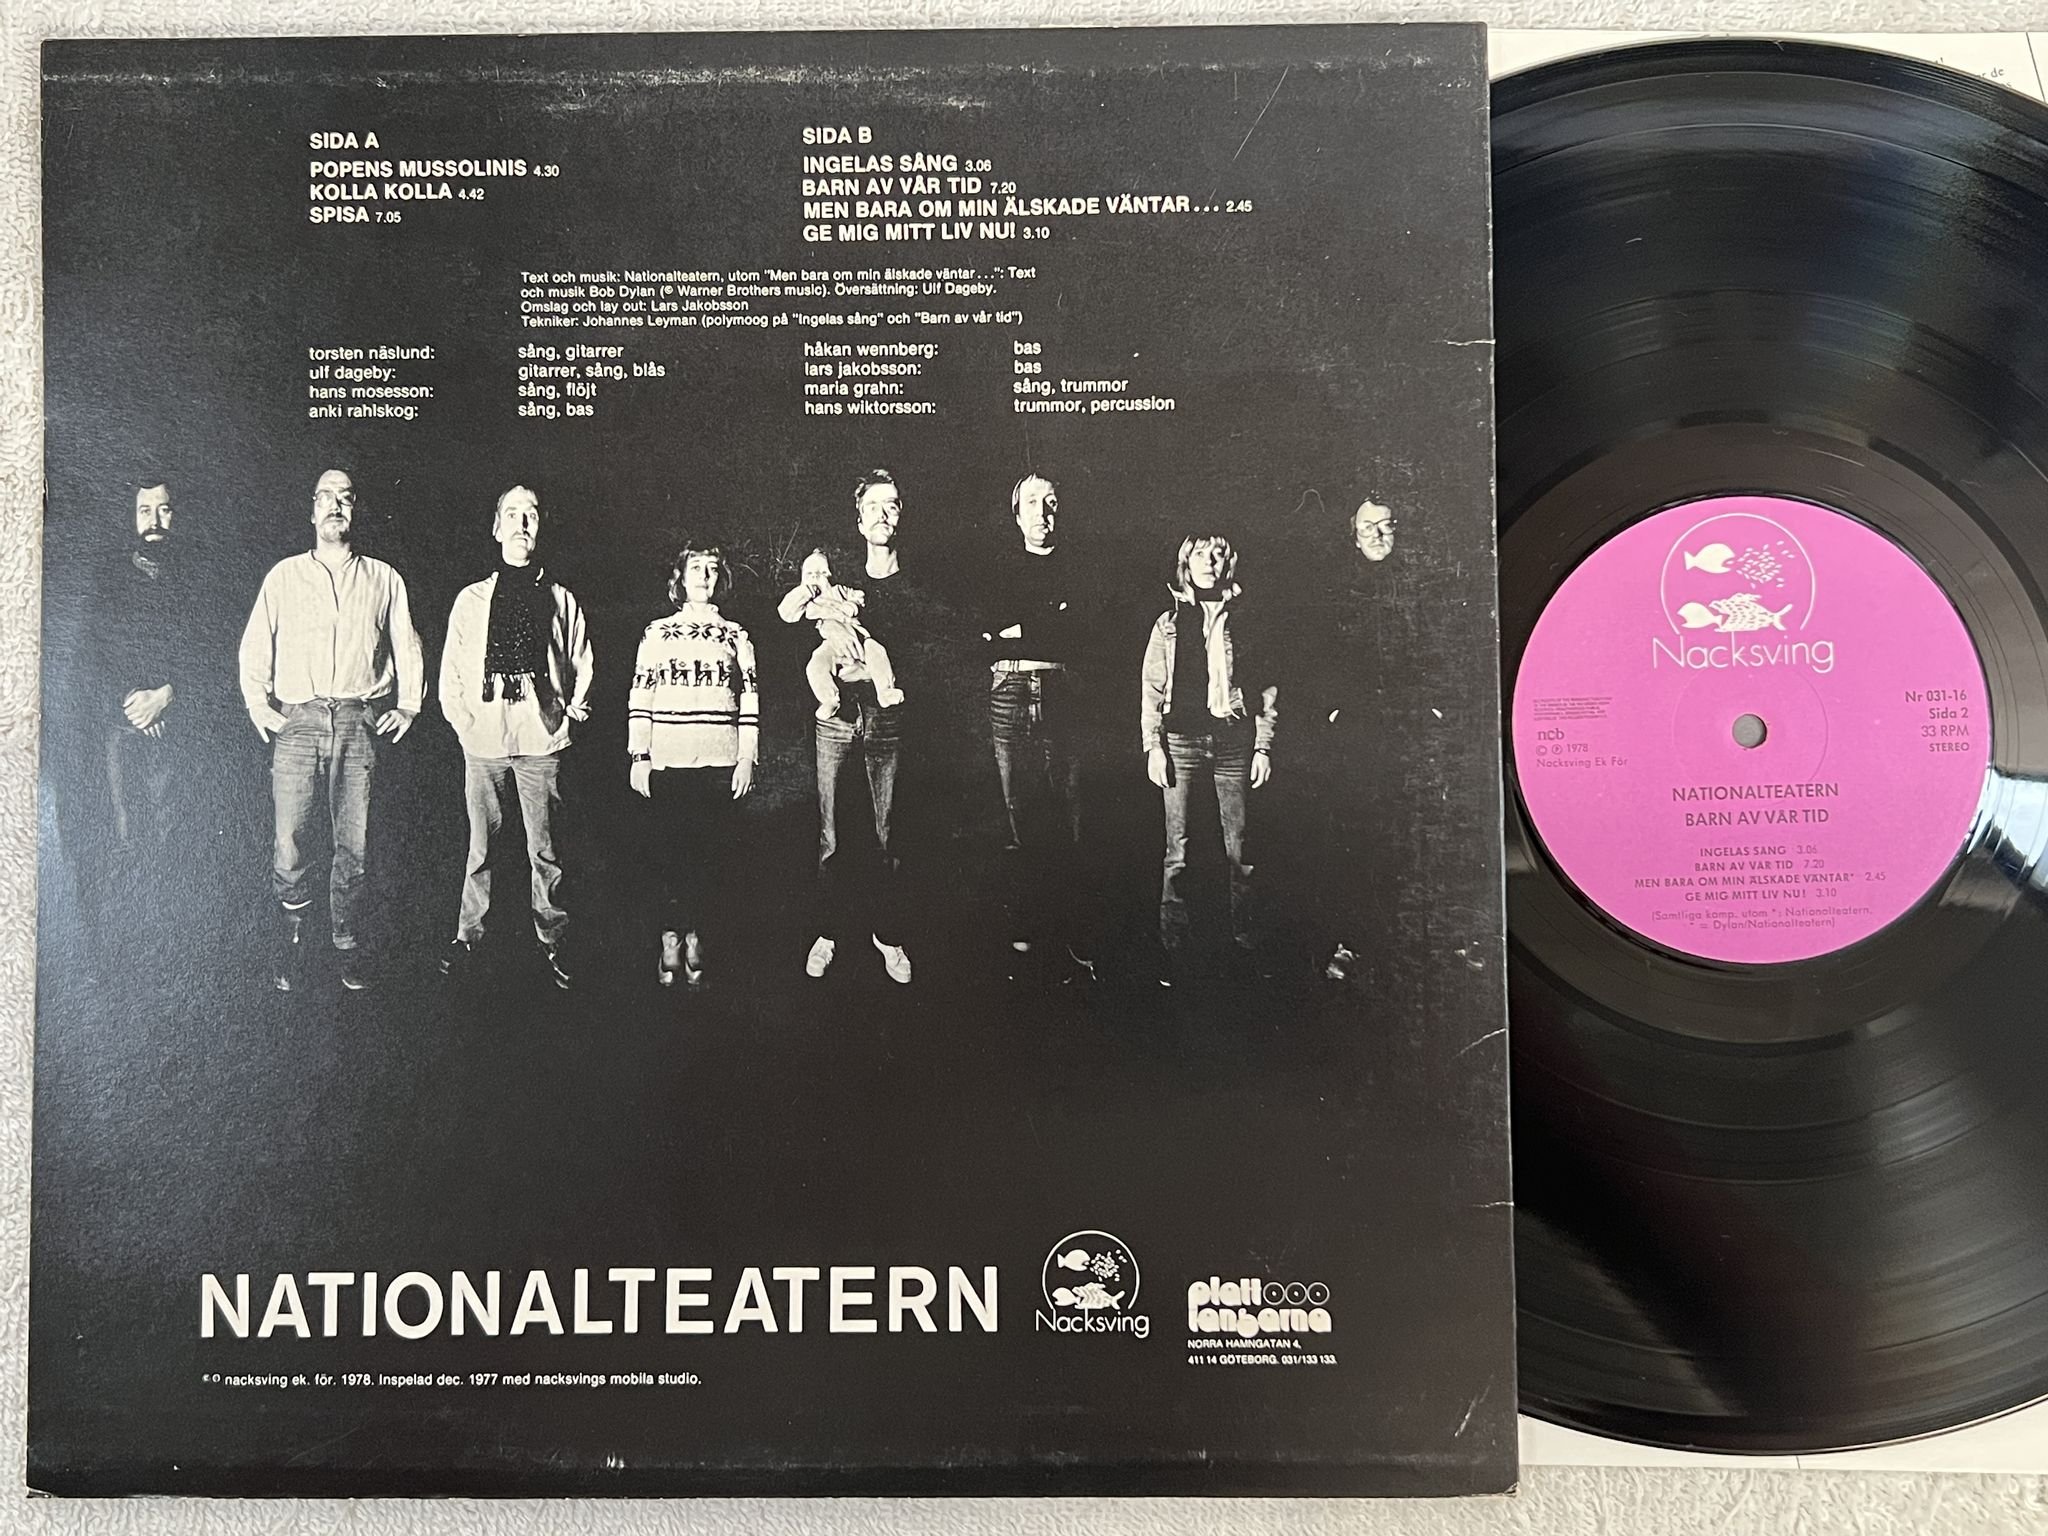 SIDA A
POPENS MUSSOLINIS 4.30
KOLLA KOLLA 4.42
SPISA 7.05
SIDA B
INGELAS SÅNG 3.06
BARN AV VÅR TID 7.20
MEN BARA OM MIN ÄLSKADE VÄNTAR... 2.45
GE MIG MITT LIV NU! 3.10
Text och musik: Nationalteatern, utom "Men bara om min älskade väntar...": Text
och musik Bob Dylan (© Warner Brothers music). Översättning: Ulf Dageby.
Omslag och lay out: Lars Jakobsson
Tekniker: Johannes Leyman (polymoog på "Ingelas sång" och "Barn av vår tid")
torsten näslund: sång, gitarrer
ulf dageby: gitarrer, sång, blås
hans mosesson: sång, flöjt
anki rahlskog: sång, bas
håkan wennberg: bas
lars jakobsson: bas
maria grahn: sång, trummor
hans wiktorsson: trummor, percussion
NATIONALTEATERN
Nacksving
platt
langarna
NORRA HAMNGATAN 4,
411 14 GÖTEBORG. 031/133 133.
© ℗ nacksving ek. för. 1978. Inspelad dec. 1977 med nacksvings mobila studio.
Nacksving
Nr 031-16
Sida 2
33 RPM
STEREO
ncb
© ℗ 1978
Nacksving Ek För
NATIONALTEATERN
BARN AV VÅR TID
INGELAS SÅNG 3.06
BARN AV VÅR TID 7.20
MEN BARA OM MIN ÄLSKADE VÄNTAR* 2.45
GE MIG MITT LIV NU! 3.10
(Samtliga komp. utom *: Nationalteatern.
* = Dylan/Nationalteatern)